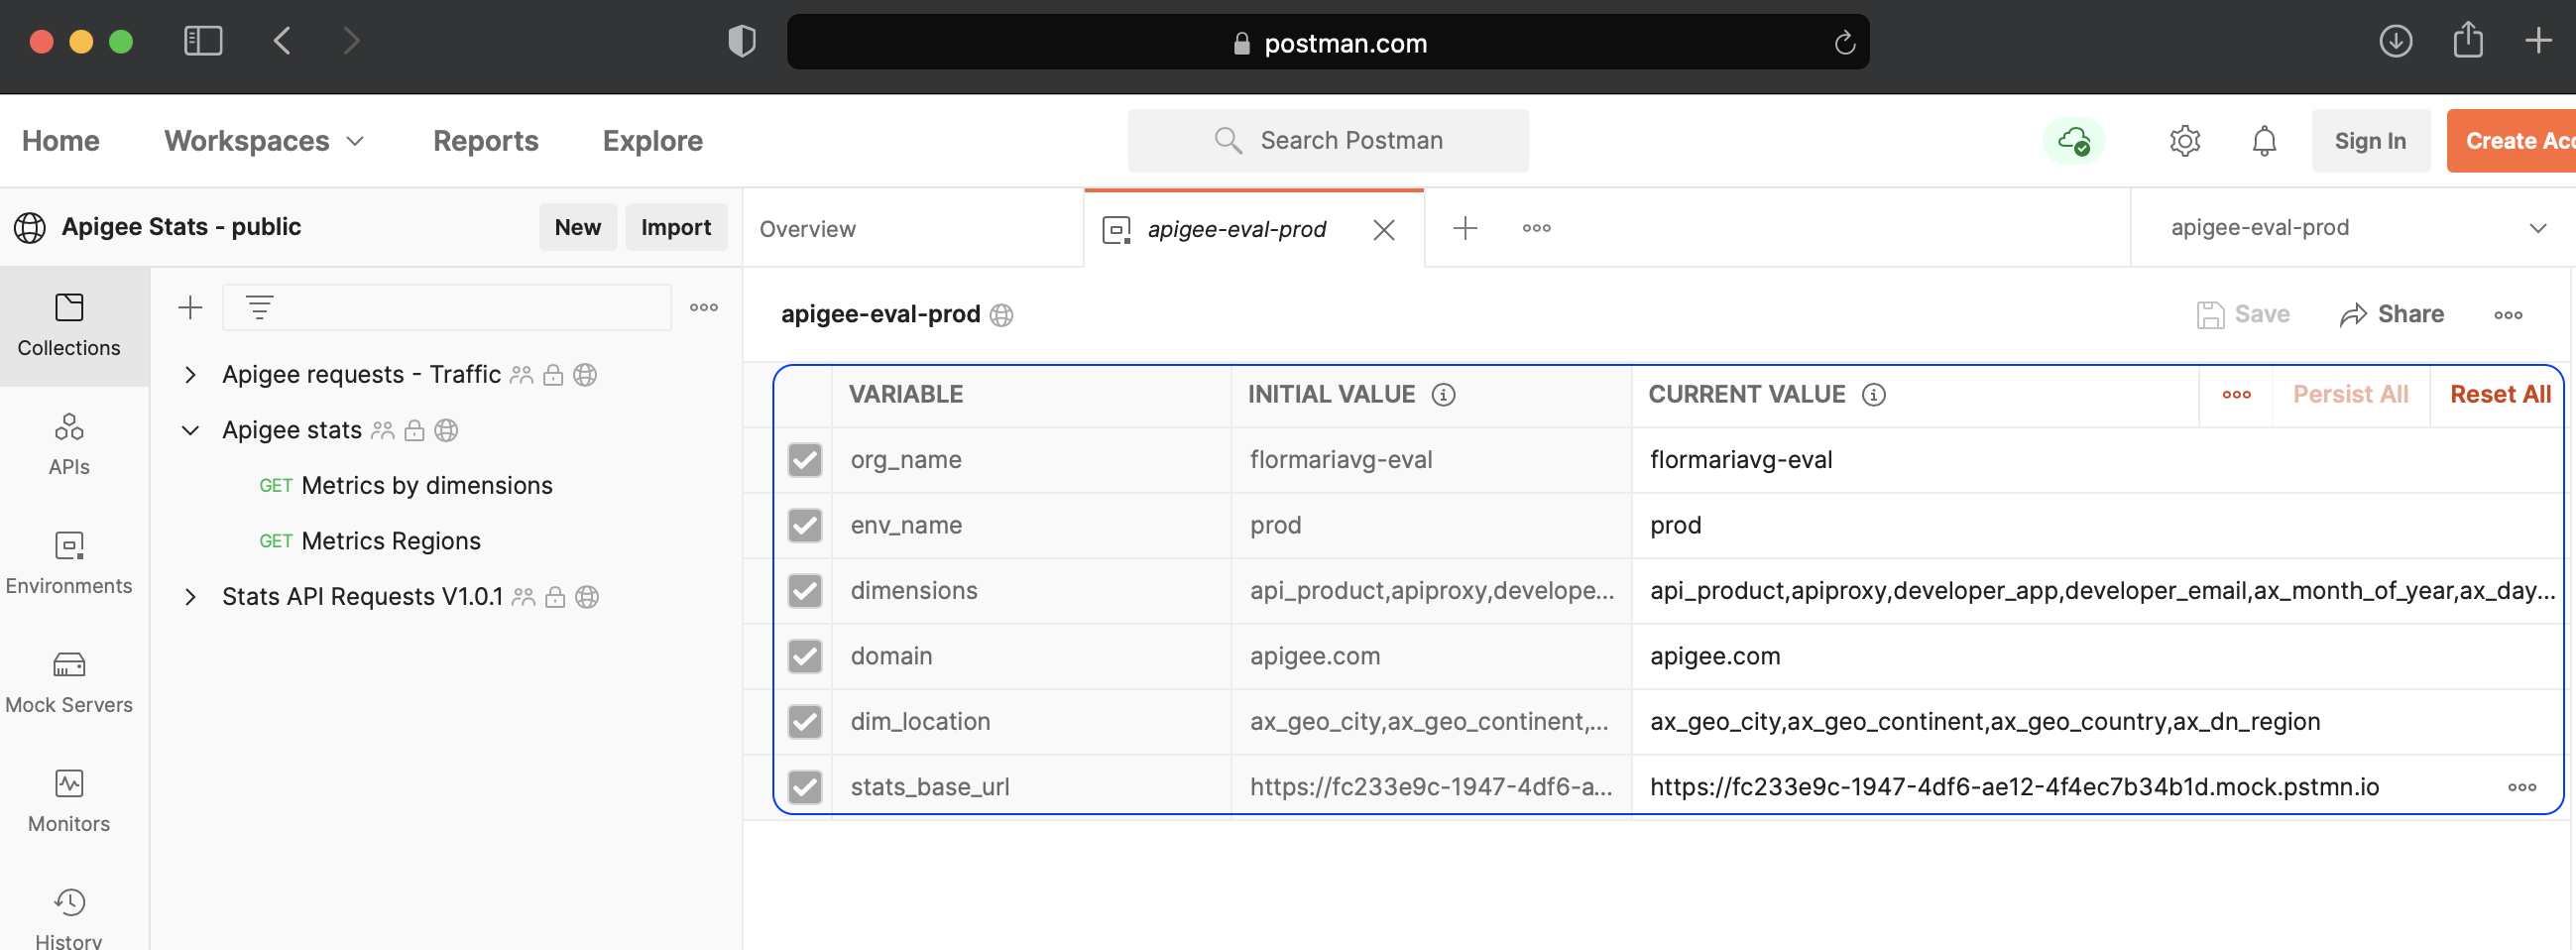 postman.com
Home Workspaces Reports Explore Search Postman Sign In Create Acc
Apigee Stats - public New Import Overview apigee-eval-prod apigee-eval-prod
Collections
APIs
Environments
Mock Servers
Monitors
History
Apigee requests - Traffic
Apigee stats
GET Metrics by dimensions
GET Metrics Regions
Stats API Requests V1.0.1
apigee-eval-prod Save Share
VARIABLE INITIAL VALUE CURRENT VALUE Persist All Reset All
org_name flormariavg-eval flormariavg-eval
env_name prod prod
dimensions api_product,apiproxy,develope... api_product,apiproxy,developer_app,developer_email,ax_month_of_year,ax_day...
domain apigee.com apigee.com
dim_location ax_geo_city,ax_geo_continent,... ax_geo_city,ax_geo_continent,ax_geo_country,ax_dn_region
stats_base_url https://fc233e9c-1947-4df6-a... https://fc233e9c-1947-4df6-ae12-4f4ec7b34b1d.mock.pstmn.io